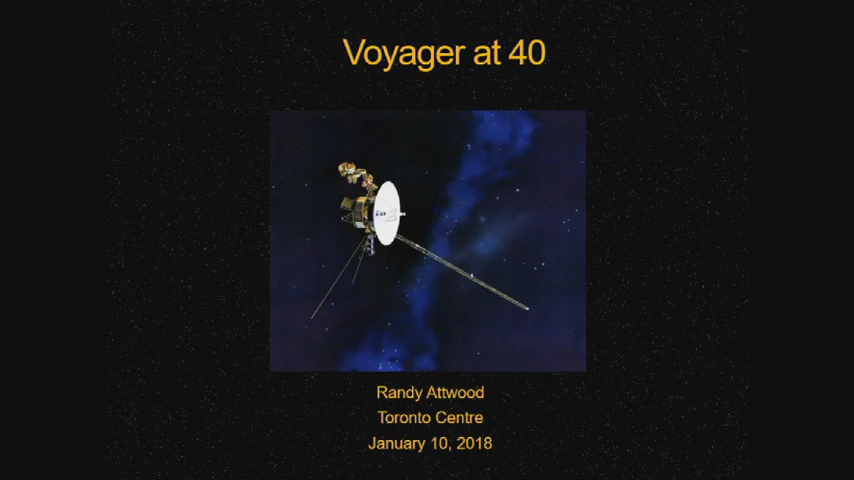 Voyager at 40
Randy Attwood
Toronto Centre
January 10, 2018